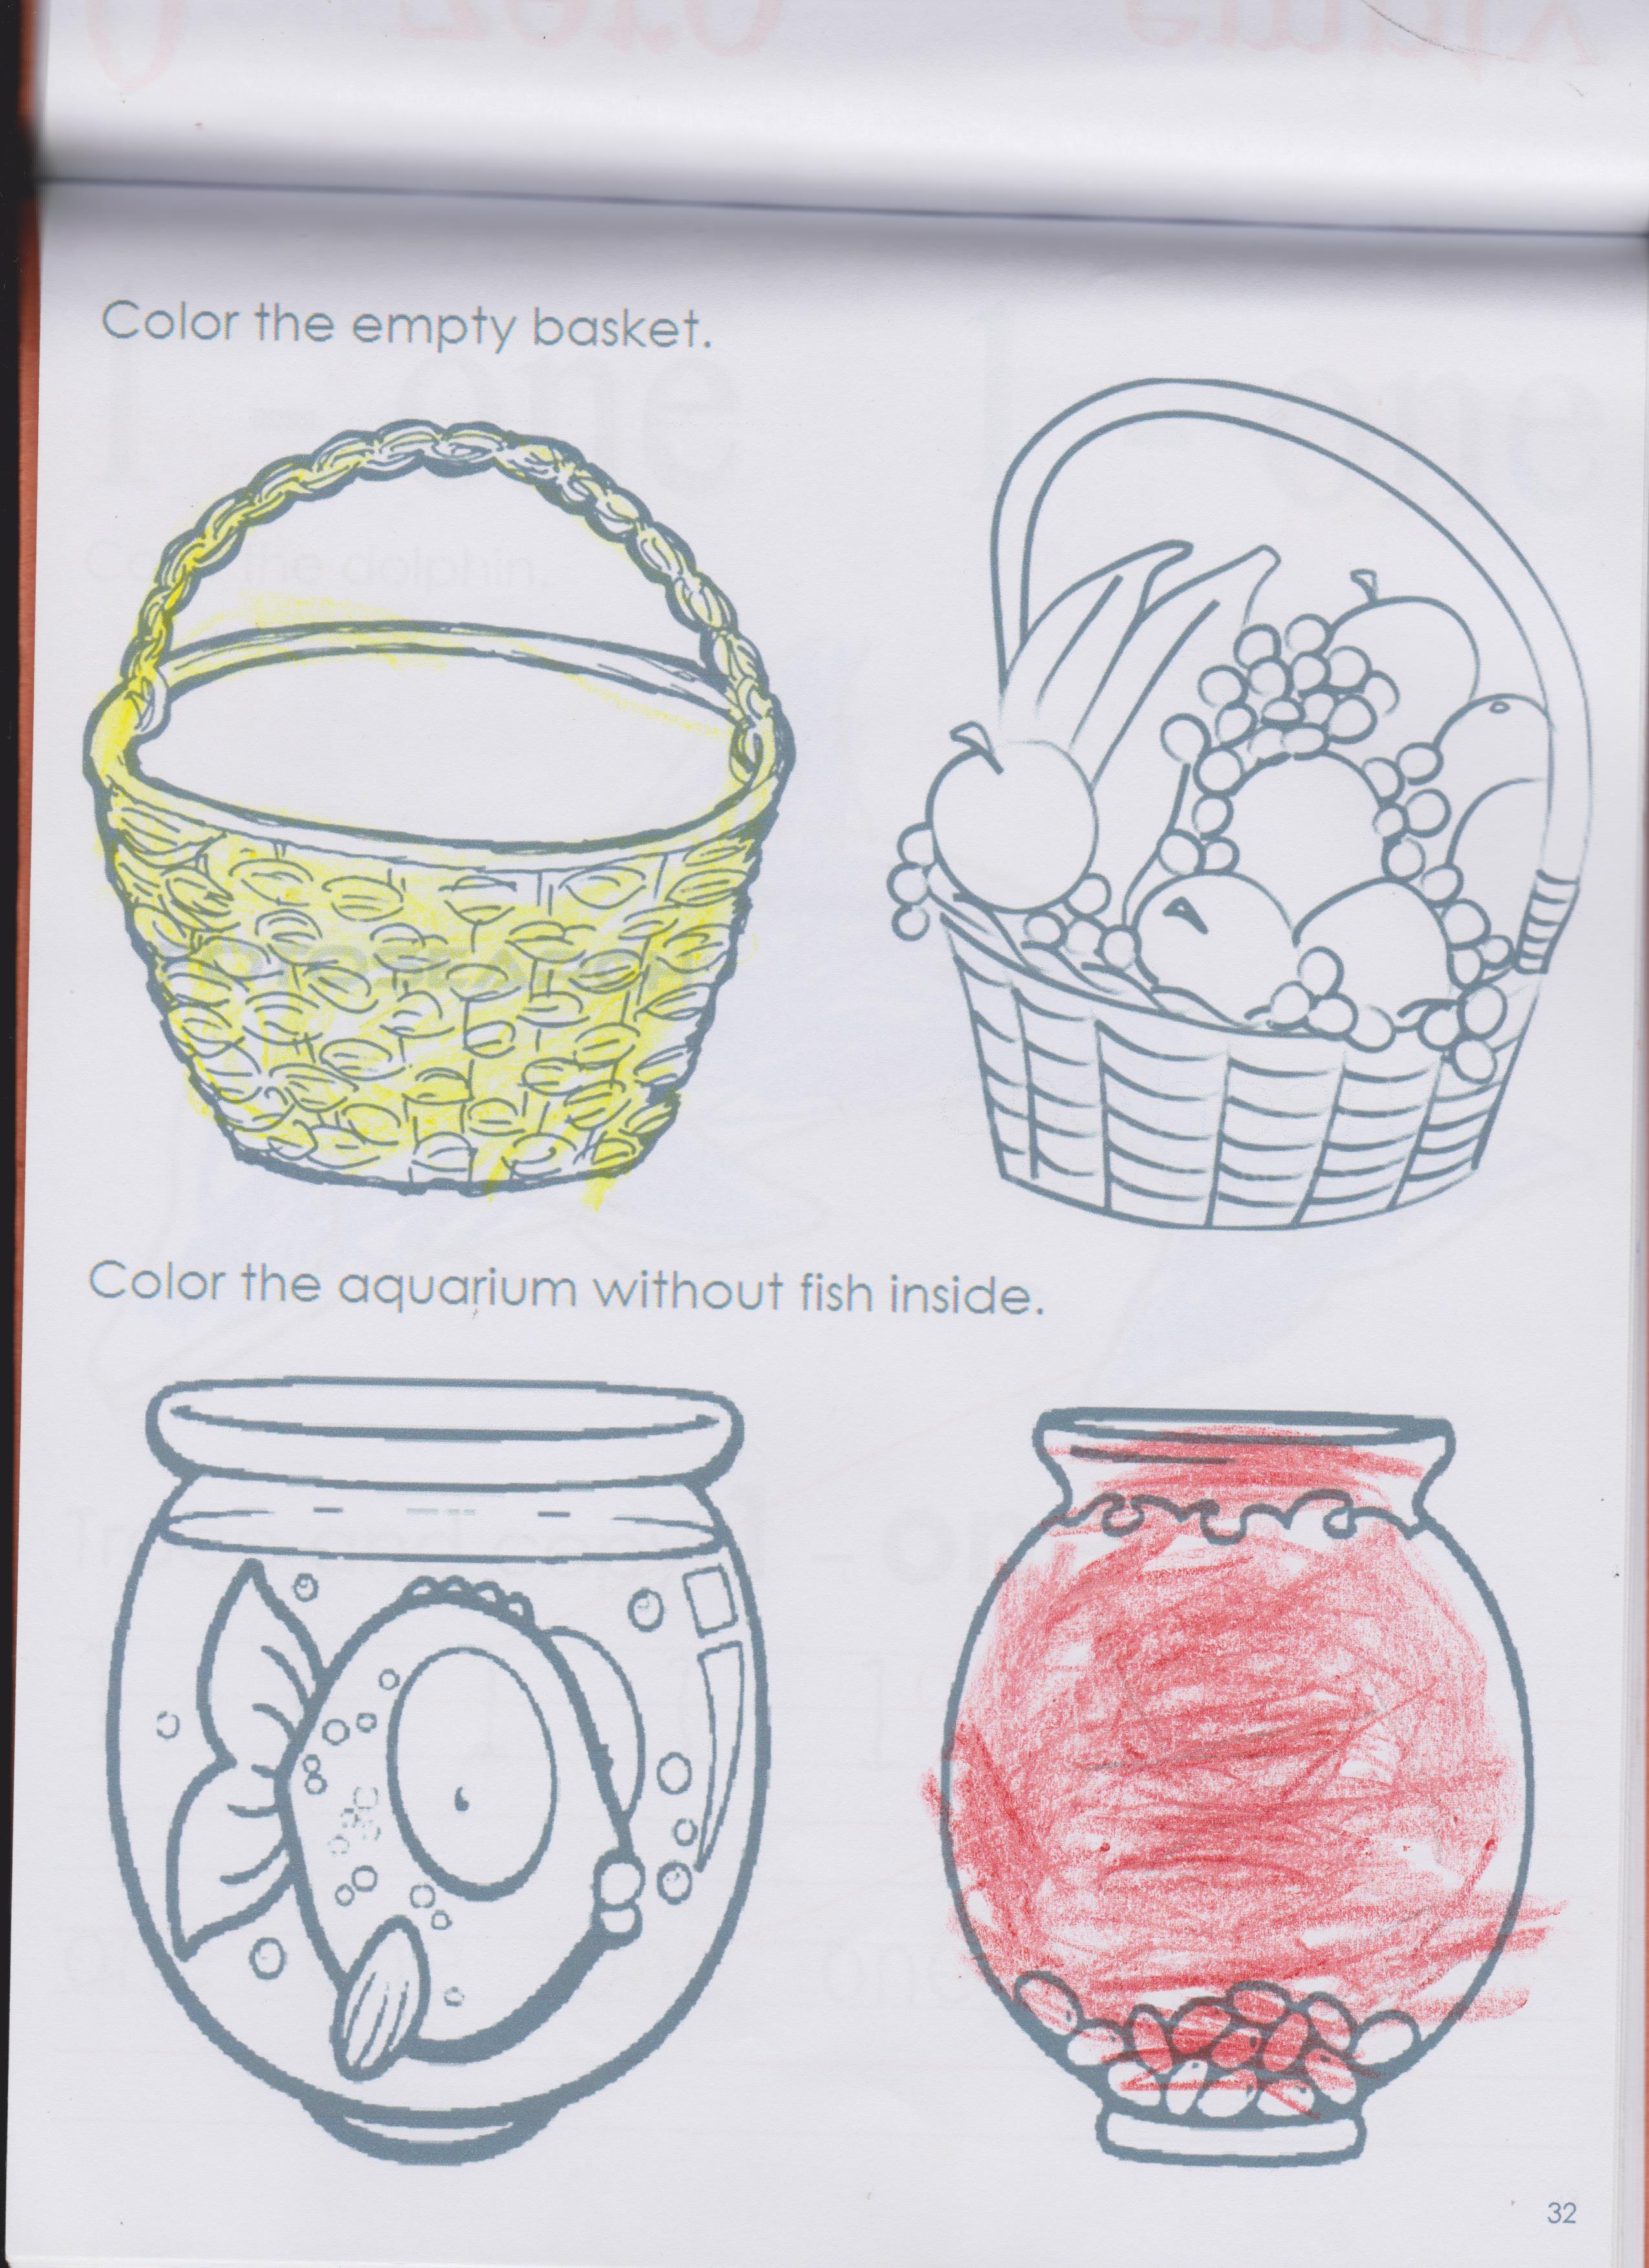 Color the empty basket.
Color the aquarium without fish inside.
32